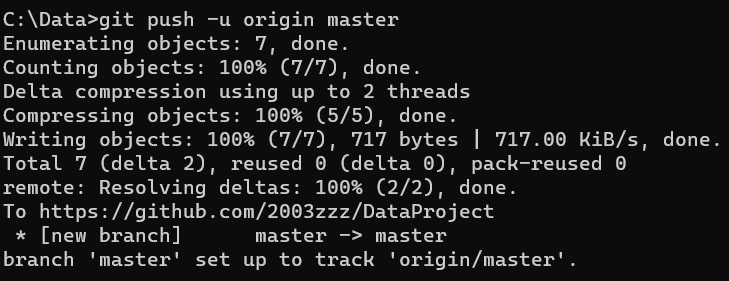 C:\Data>git push -u origin master
Enumerating objects: 7, done.
Counting objects: 100% (7/7), done.
Delta compression using up to 2 threads
Compressing objects: 100% (5/5), done.
Writing objects: 100% (7/7), 717 bytes | 717.00 KiB/s, done.
Total 7 (delta 2), reused 0 (delta 0), pack-reused 0
remote: Resolving deltas: 100% (2/2), done.
To https://github.com/2003zzz/DataProject
 * [new branch]      master -> master
branch 'master' set up to track 'origin/master'.